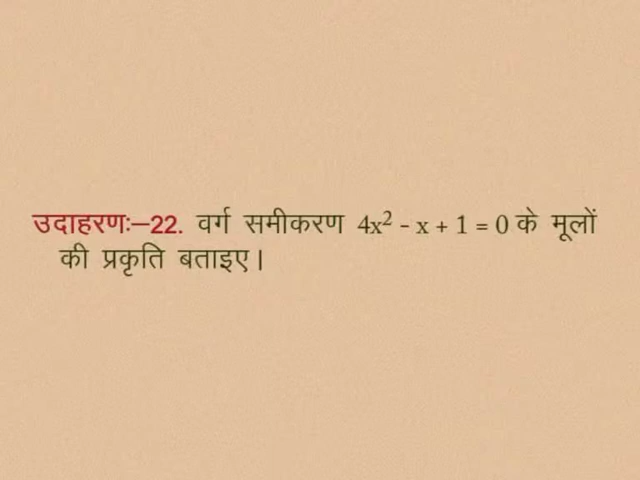 उदाहरणः–22. वर्ग समीकरण 4x² - x + 1 = 0 के मूलों
की प्रकृति बताइए।